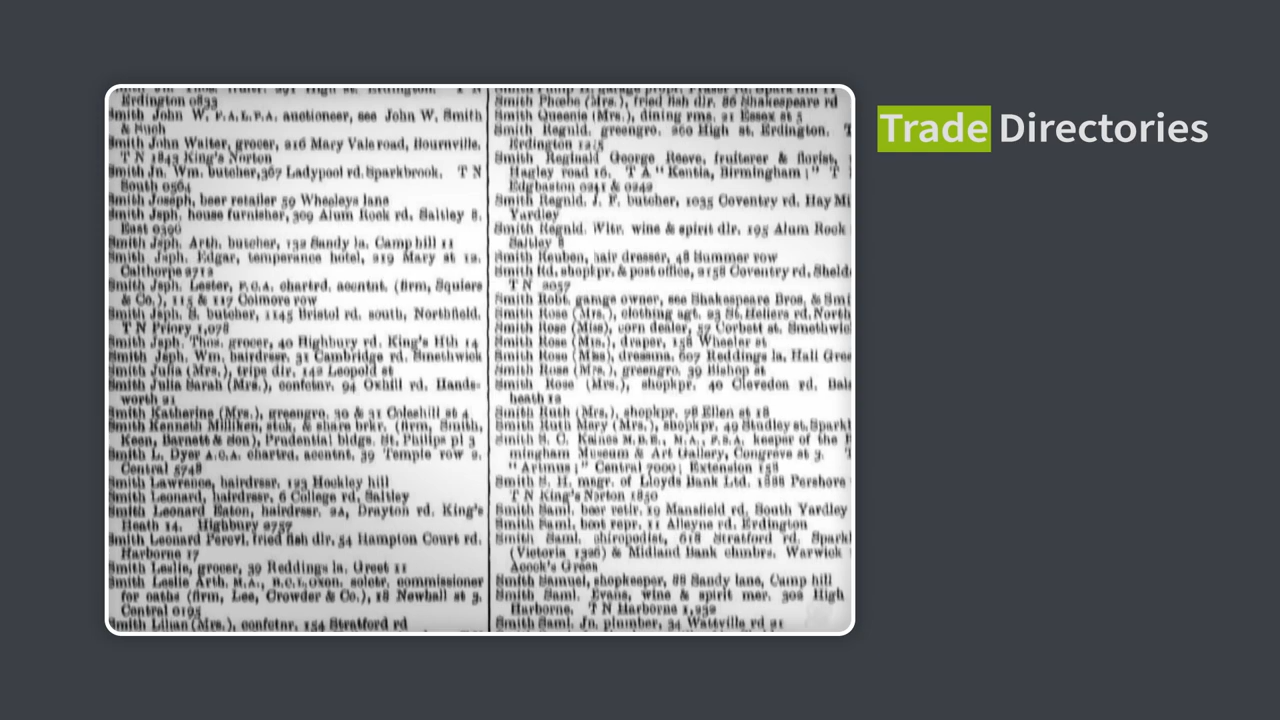 Trade Directories
Erdington 0833
Smith John W. F.A.L.P.A. auctioneer, see John W. Smith
& Such
Smith John Walter, grocer, 216 Mary Vale road, Bournville.
T N 1843 King's Norton
Smith Jn. Wm. butcher, 367 Ladypool rd. Sparkbrook. T N
South 0564
Smith Joseph, beer retailer 59 Wheeleys lane
Smith Jsph. house furnisher, 309 Alum Rock rd. Saltley 8.
East 0390
Smith Jsph. Arth. butcher, 132 Sandy la. Camp hill 11
Smith Jsph. Edgar, temperance hotel, 219 Mary st 12.
Calthorpe 2712
Smith Jsph. Lester, F.C.A. chartrd. acountnt. (firm, Squiers
& Co.), 115 & 117 Colmore row
Smith Jsph. S. butcher, 1145 Bristol rd. south, Northfield.
T N Priory 1,078
Smith Jsph. Thos. grocer, 40 Highbury rd. King's Hth 14
Smith Jsph. Wm. hairdrssr. 31 Cambridge rd. Smethwick
Smith Julia (Mrs.), tripe dlr. 142 Leopold st
Smith Julia Sarah (Mrs.), confctnr. 94 Oxhill rd. Hands-
worth 21
Smith Katherine (Mrs.), greengro. 30 & 31 Coleshill st 4
Smith Kenneth Milliken, stck. & share brkr. (firm, Smith,
Keen, Barnett & Son), Prudential bldgs. St. Philips pl 3
Smith L. Dyer A.C.A. chartrd. accntnt. 39 Temple row 2.
Central 5748
Smith Lawrence, hairdrssr. 123 Hockley hill
Smith Leonard, hairdrssr. 6 College rd. Saltley
Smith Leonard Eaton, hairdrssr. 2A, Drayton rd. King's
Heath 14. Highbury 2757
Smith Leonard Percvl. fried fish dlr. 54 Hampton Court rd.
Harborne 17
Smith Leslie, grocer, 39 Reddings la. Greet 11
Smith Leslie Arth. M.A., B.C.L.Oxon. solctr. commissioner
for oaths (firm, Lee, Crowder & Co.), 18 Newhall st 3.
Central 0195
Smith Lilian (Mrs.), confctnr. 154 Stratford rd
Smith Phœbe (Mrs.), fried fish dlr. 86 Shakespeare rd
Smith Queenie (Mrs.), dining rms. 21 Essex st 5
Smith Regnld. greengro. 260 High st. Erdington.
Erdington
Smith Reginald George Reeve, fruiterer & florist,
Hagley road 16. T A "Kentia, Birmingham;" T
Edgbaston 0241 & 0242
Smith Regnld. J. F. butcher, 1035 Coventry rd. Hay Mi
Yardley
Smith Regnld. Wltr. wine & spirit dlr. 195 Alum Rock
Saltley 8
Smith Reuben, hair dresser, 48 Summer row
Smith Rd. shopkpr. & post office, 2158 Coventry rd. Sheld
T N 2057
Smith Robt. garage owner, see Shakespeare Bros. & Smi
Smith Rose (Mrs.), clothing agt. 23 St. Heliers rd. North
Smith Rose (Miss), corn dealer, 57 Corbett st. Smethwic
Smith Rose (Mrs.), draper, 158 Wheeler st
Smith Rose (Miss), dressma. 607 Reddings la. Hall Gree
Smith Rose (Mrs.), greengro. 39 Bishop st
Smith Rose (Mrs.), shopkpr. 40 Clevedon rd. Bals
heath 12
Smith Ruth (Mrs.), shopkpr. 78 Ellen st 18
Smith Ruth Mary (Mrs.), shopkpr. 49 Studley st. Sparkl
Smith S. C. Kaines M.B.E., M.A., F.S.A. keeper of the
mingham Museum & Art Gallery, Congreve st 3.
"Artmus;" Central 7000; Extension 158
Smith S. H. mngr. of Lloyds Bank Ltd. 1888 Pershore
T N King's Norton 1850
Smith Saml. beer retlr. 19 Mansfield rd. South Yardley
Smith Saml. boot repr. 11 Alleyne rd. Erdington
Smith Saml. chiropodist, 618 Stratford rd. Sparkl
(Victoria 1326) & Midland Bank chmbrs. Warwick
Acock's Green
Smith Samuel, shopkeeper, 88 Sandy lane, Camp hill
Smith Saml. Evans, wine & spirit mer. 308 High
Harborne. T N Harborne 1,252
Smith Saml. Jn. plumber, 34 Wattville rd 21